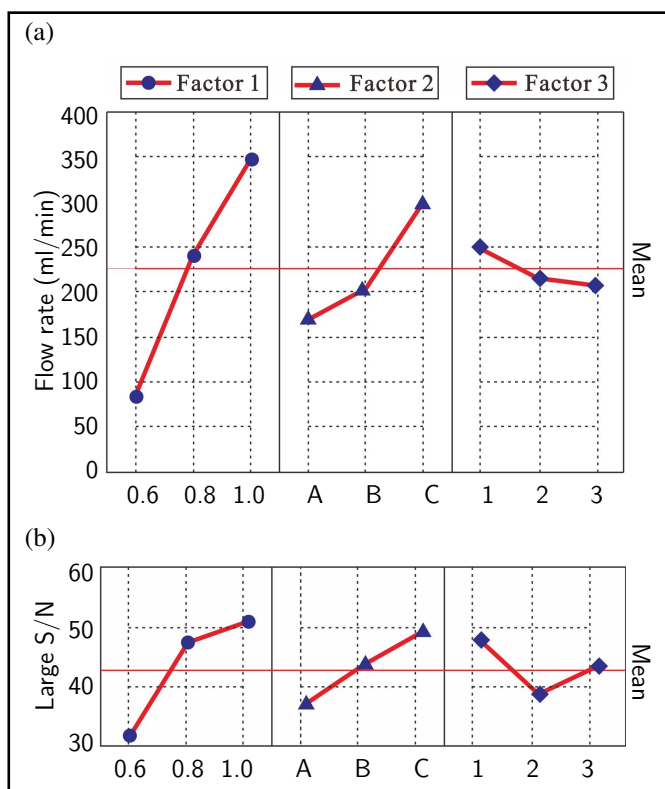 (a)
Factor 1 Factor 2 Factor 3
400
350
300
250
200
150
100
50
0
Flow rate (ml/min)
Mean
0.6 0.8 1.0 A B C 1 2 3
(b)
60
50
40
30
Large S/N
Mean
0.6 0.8 1.0 A B C 1 2 3